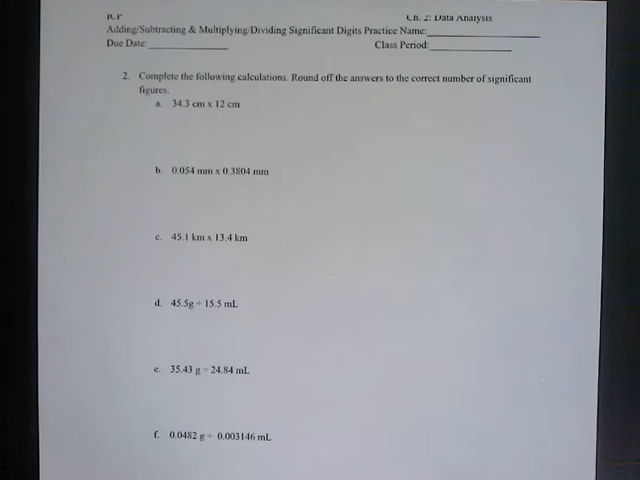 Ch. 2: Data Analysis
Adding/Subtracting & Multiplying/Dividing Significant Digits Practice Name:
Due Date:
Class Period:
2. Complete the following calculations. Round off the answers to the correct number of significant
figures.
a. 34.3 cm x 12 cm
b. 0.054 mm x 0.3804 mm
c. 45.1 km x 13.4 km
d. 45.5g ÷ 15.5 mL
e. 35.43 g ÷ 24.84 mL
f. 0.0482 g ÷ 0.003146 mL